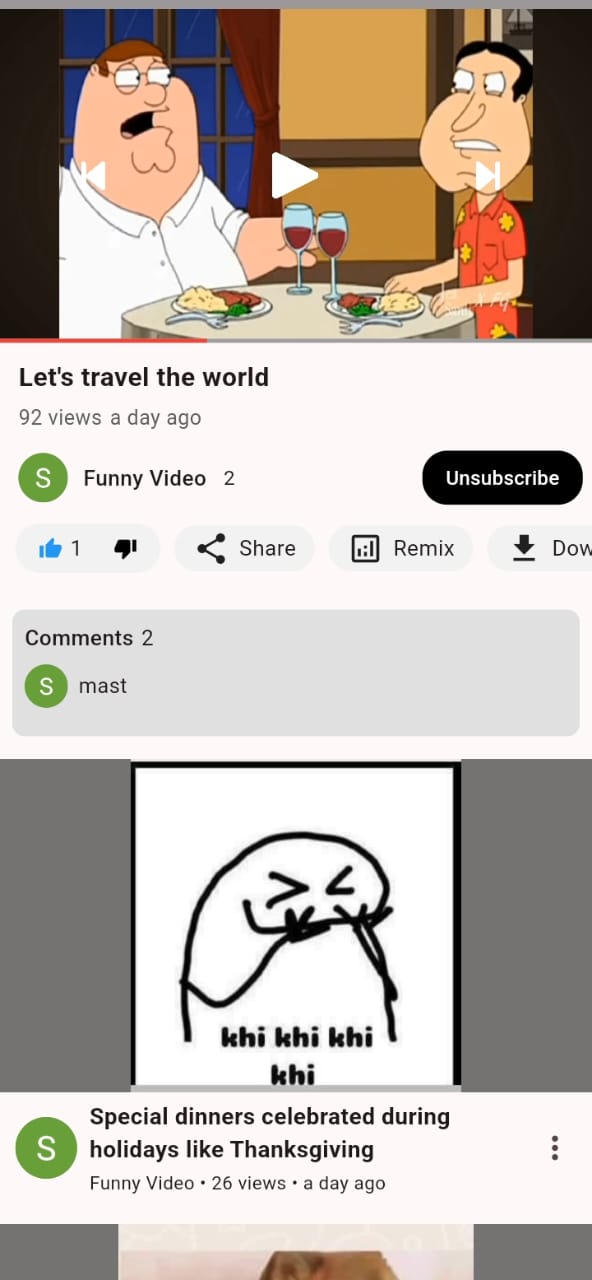 Let's travel the world
92 views a day ago
S Funny Video 2
Unsubscribe
1
Share
Remix
Dow
Comments 2
S mast
khi khi khi
khi
S
Special dinners celebrated during
holidays like Thanksgiving
Funny Video • 26 views • a day ago